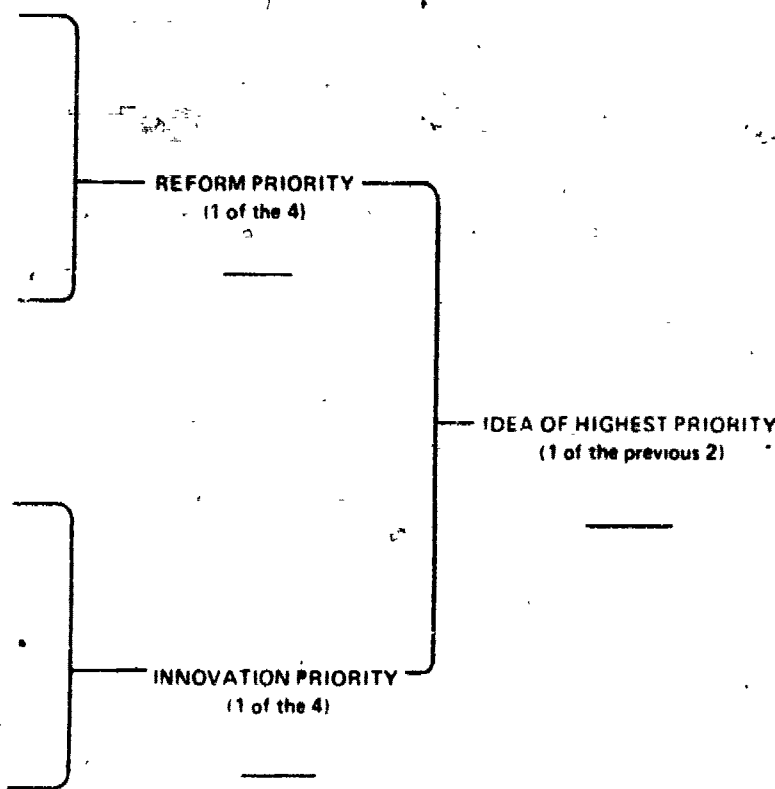 REFORM PRIORITY
(1 of the 4)
IDEA OF HIGHEST PRIORITY
(1 of the previous 2)
INNOVATION PRIORITY
(1 of the 4)